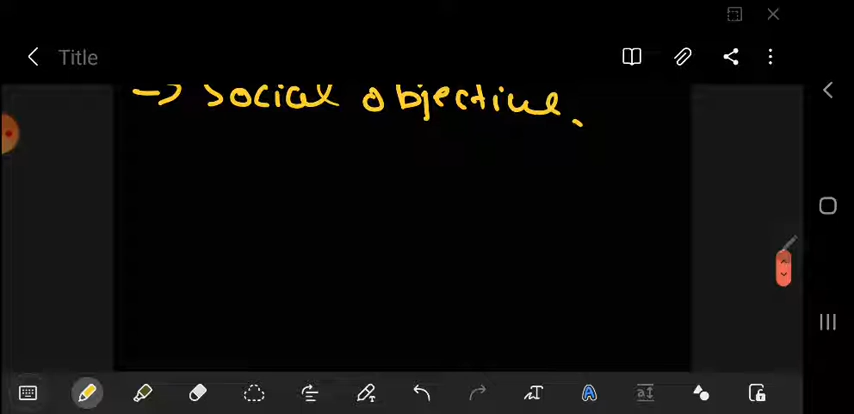 Title
→ Social objective.